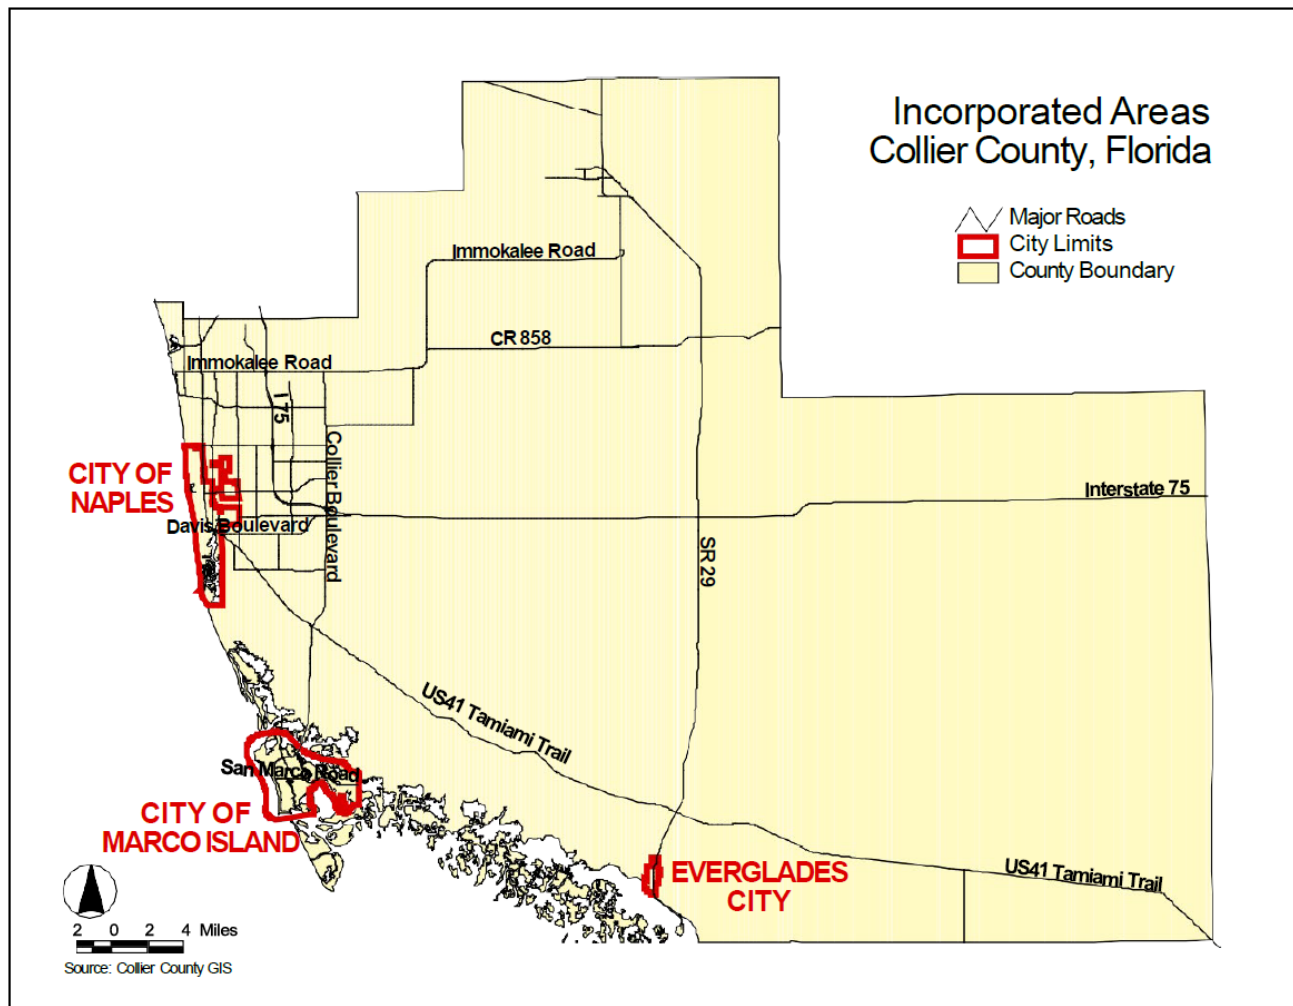 Incorporated Areas
Collier County, Florida
Major Roads
City Limits
County Boundary
Immokalee Road
CR 858
Immokalee Road
I 75
Collier Boulevard
CITY OF
NAPLES
Interstate 75
Davis Boulevard
SR 29
US41 Tamiami Trail
San Marco Road
CITY OF
MARCO ISLAND
EVERGLADES
CITY
US41 Tamiami Trail
2 0 2 4 Miles
Source: Collier County GIS